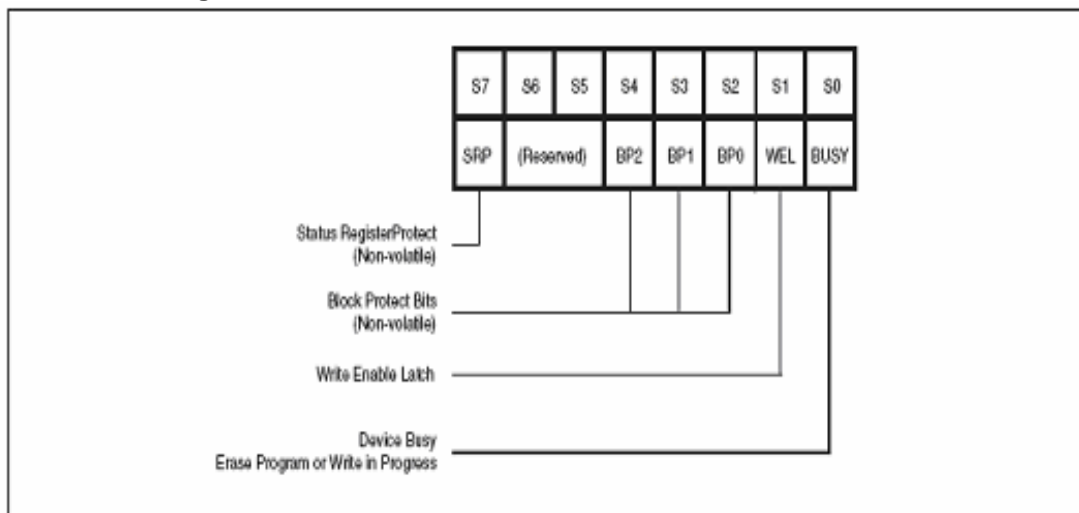 S7 S6 S5 S4 S3 S2 S1 S0
SRP (Reserved) BP2 BP1 BP0 WEL BUSY
Status RegisterProtect
(Non-volatile)
Block Protect Bits
(Non-volatile)
Write Enable Latch
Device Busy
Erase Program or Write in Progress